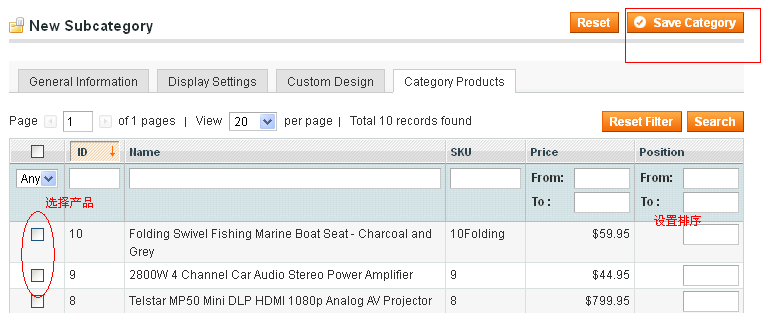 New Subcategory
Reset
Save Category
General Information
Display Settings
Custom Design
Category Products
Page 1 of 1 pages | View 20 per page | Total 10 records found
Reset Filter
Search
ID
Name
SKU
Price
Position
Any
From:
From:
To :
To :
选择产品
设置排序
10
Folding Swivel Fishing Marine Boat Seat - Charcoal and
Grey
10Folding
$59.95
9
2800W 4 Channel Car Audio Stereo Power Amplifier
9
$44.95
8
Telstar MP50 Mini DLP HDMI 1080p Analog AV Projector
8
$799.95